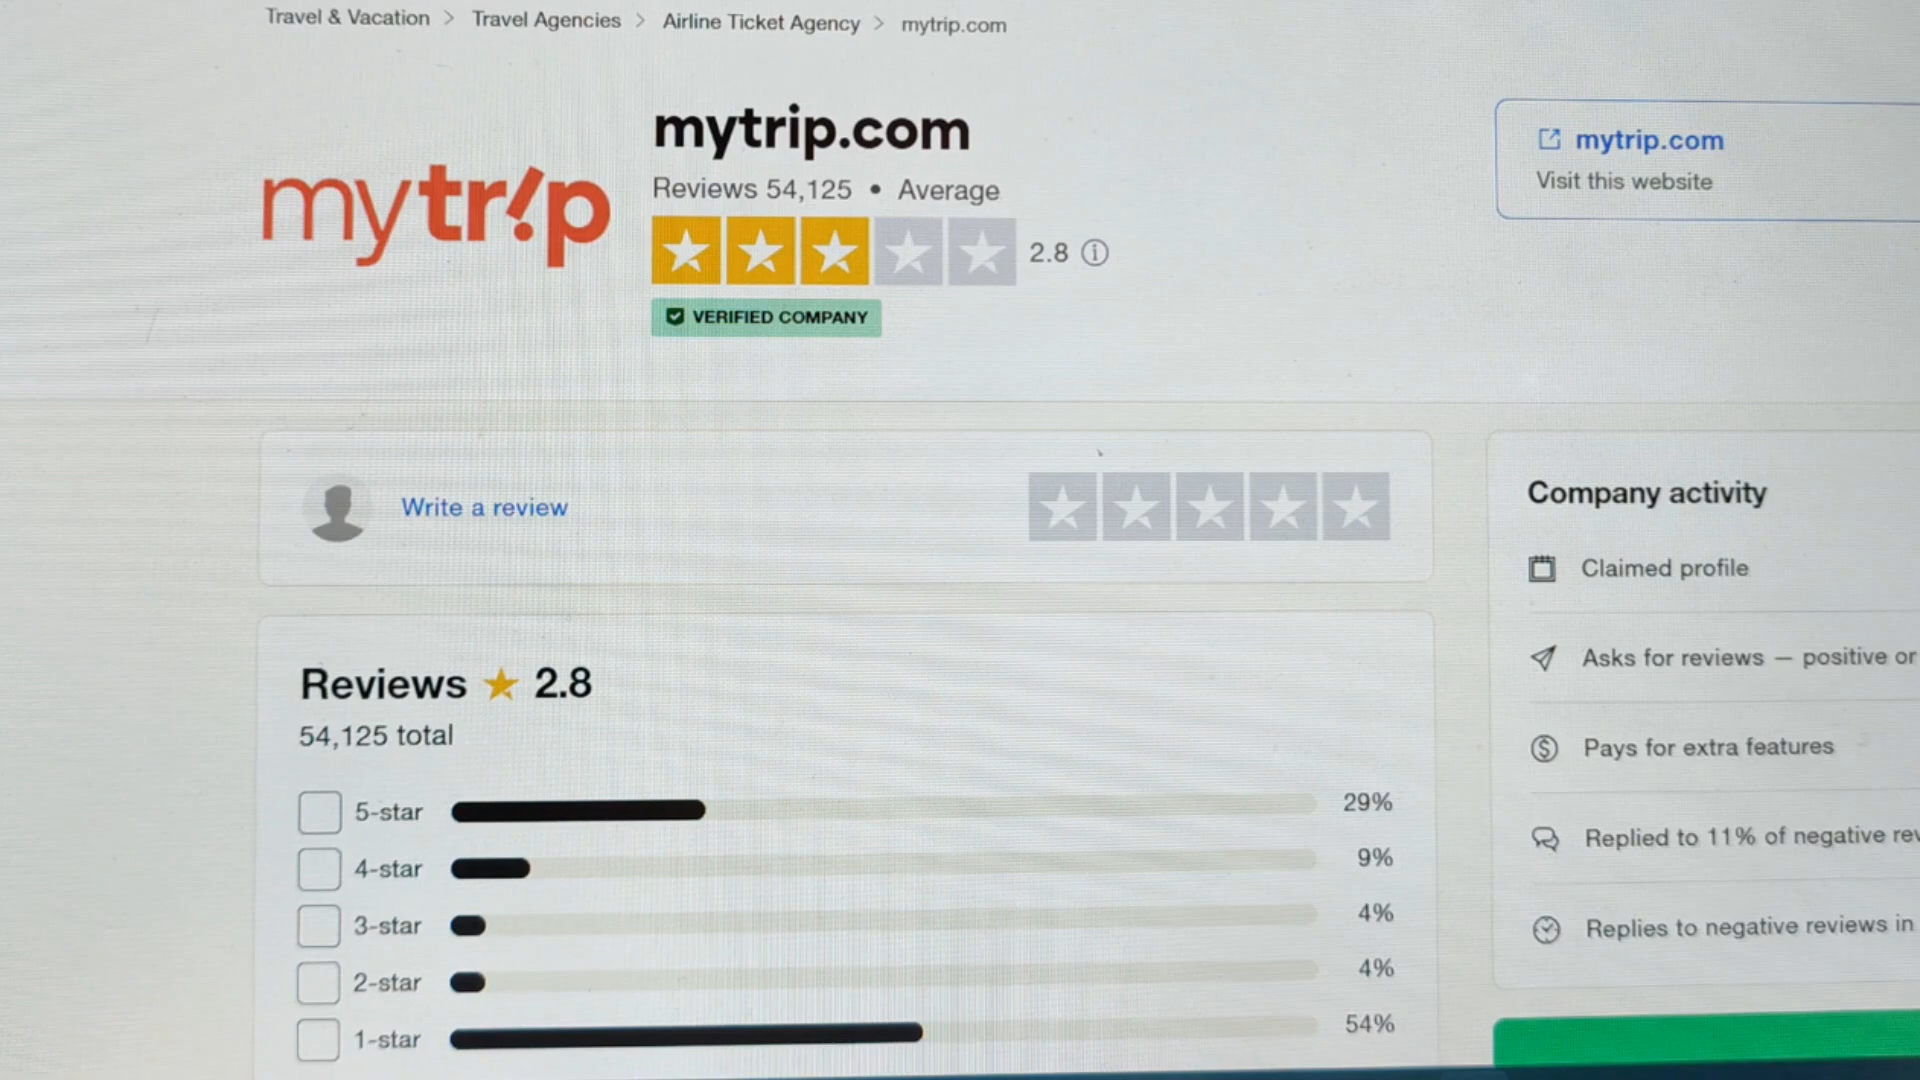 Travel & Vacation > Travel Agencies > Airline Ticket Agency > mytrip.com
mytrip.com
mytr!p
Reviews 54,125 • Average
2.8
VERIFIED COMPANY
mytrip.com
Visit this website
Write a review
Reviews 2.8
54,125 total
5-star 29%
4-star 9%
3-star 4%
2-star 4%
1-star 54%
Company activity
Claimed profile
Asks for reviews — positive or
Pays for extra features
Replied to 11% of negative rev
Replies to negative reviews in